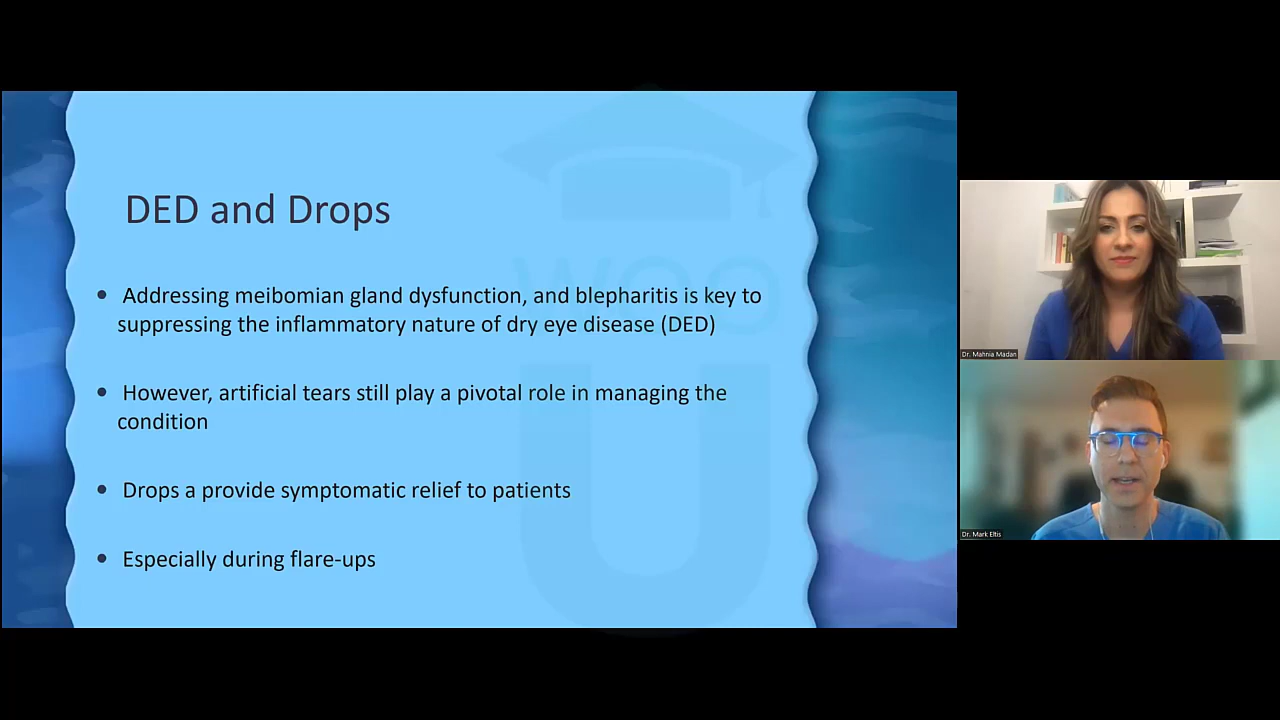 DED and Drops
• Addressing meibomian gland dysfunction, and blepharitis is key to
suppressing the inflammatory nature of dry eye disease (DED)
• However, artificial tears still play a pivotal role in managing the
condition
• Drops a provide symptomatic relief to patients
• Especially during flare-ups
woo
U
Dr. Mahnia Madan
Dr. Mark Eltis